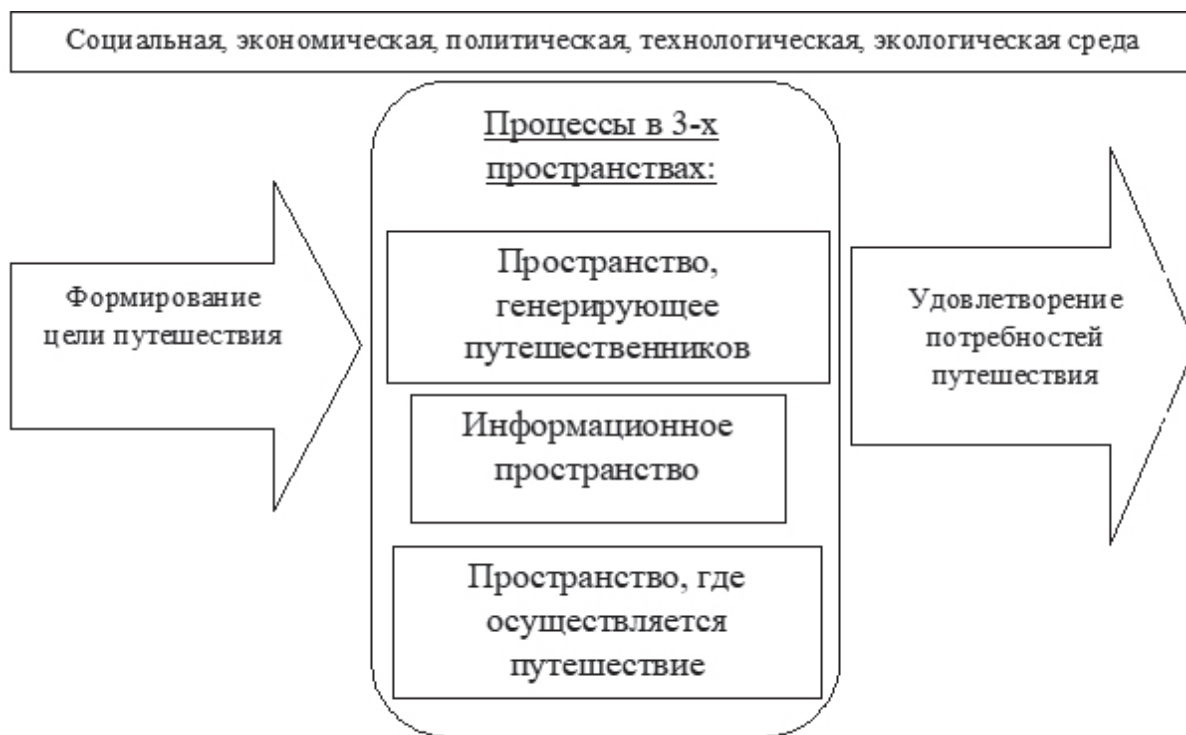 Социальная, экономическая, политическая, технологическая, экологическая среда
Процессы в 3-х
пространствах:
Формирование
цели путешествия
Пространство,
генерирующее
путешественников
Информационное
пространство
Пространство, где
осуществляется
путешествие
Удовлетворение
потребностей
путешествия